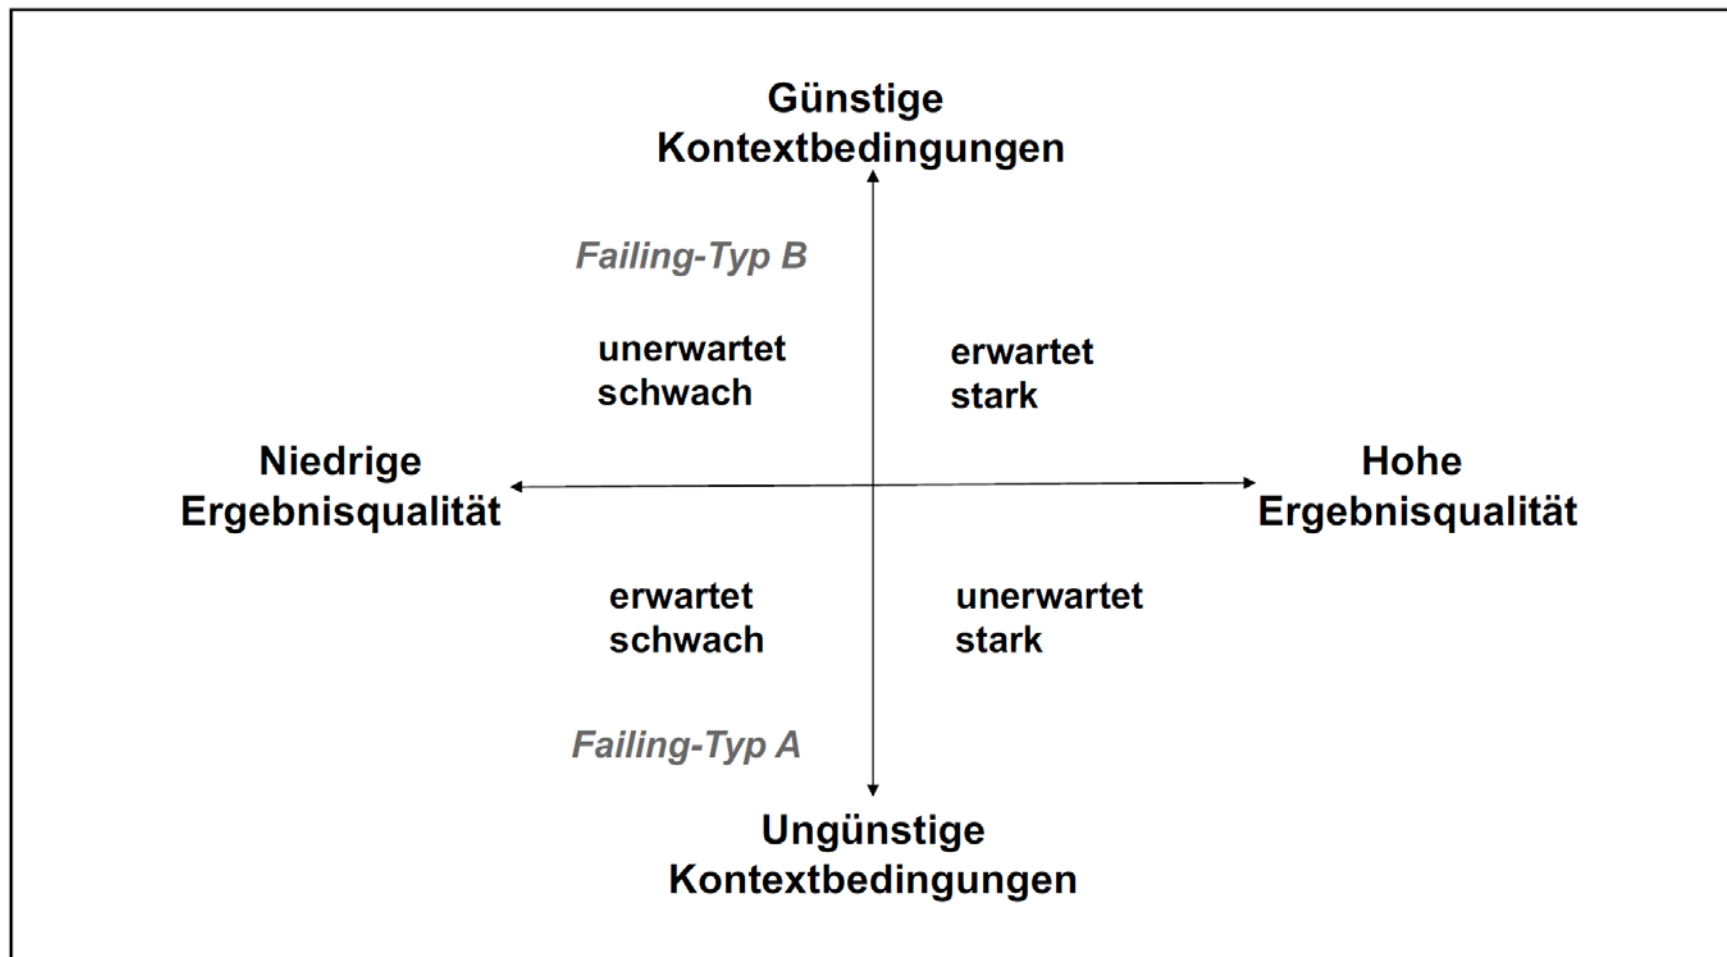 Günstige
Kontextbedingungen
Failing-Typ B
unerwartet
schwach
erwartet
stark
Niedrige
Ergebnisqualität
Hohe
Ergebnisqualität
erwartet
schwach
unerwartet
stark
Failing-Typ A
Ungünstige
Kontextbedingungen